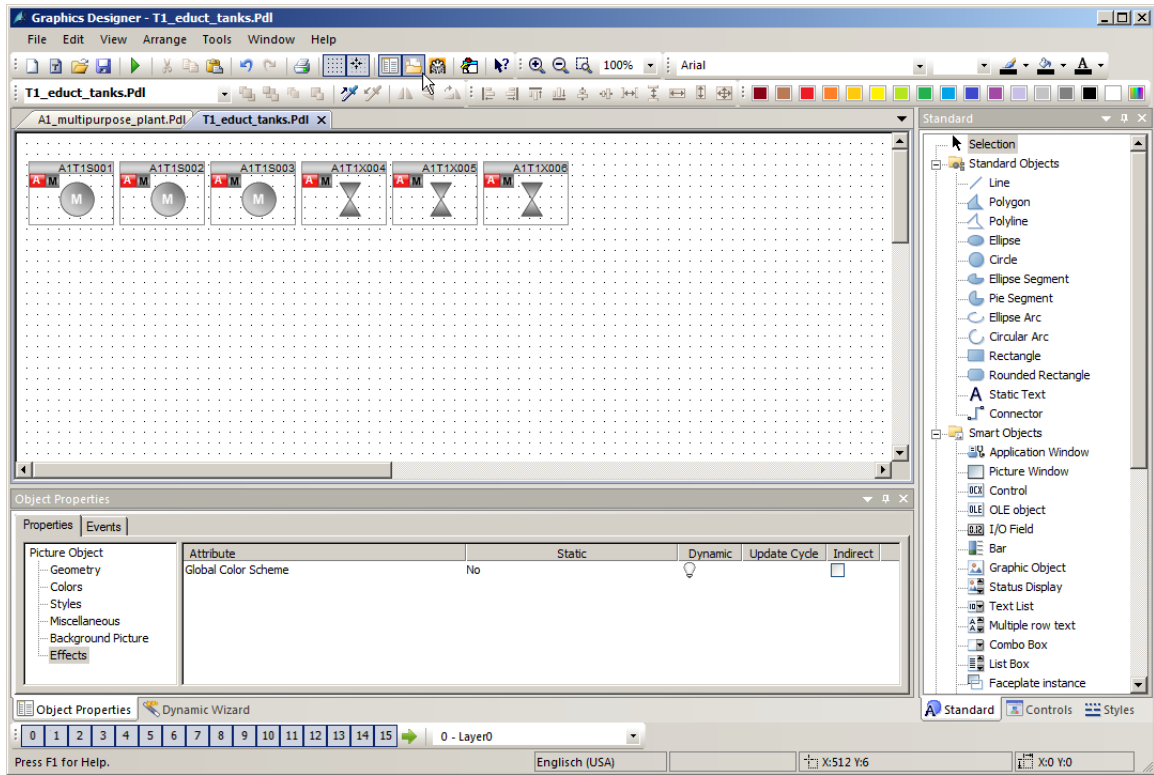 Graphics Designer - T1_educt_tanks.Pdl
File Edit View Arrange Tools Window Help
100% Arial A
T1_educt_tanks.Pdl
A1_multipurpose_plant.Pdl T1_educt_tanks.Pdl X
Standard
A1T1S001 A1T1S002 A1T1S003 A1T1X004 A1T1X005 A1T1X006
A M A M A M A M A M A M
M M M
Selection
Standard Objects
Line
Polygon
Polyline
Ellipse
Circle
Ellipse Segment
Pie Segment
Ellipse Arc
Circular Arc
Rectangle
Rounded Rectangle
A Static Text
Connector
Smart Objects
Application Window
Picture Window
OCX Control
OLE OLE object
0.12 I/O Field
Bar
Graphic Object
Status Display
Text List
Multiple row text
Combo Box
List Box
Faceplate instance
Standard Controls Styles
Object Properties
Properties Events
Picture Object
Geometry
Colors
Styles
Miscellaneous
Background Picture
Effects
Attribute Static Dynamic Update Cycle Indirect
Global Color Scheme No
Object Properties Dynamic Wizard
0 1 2 3 4 5 6 7 8 9 10 11 12 13 14 15 0 - Layer0
Press F1 for Help. Englisch (USA) X:512 Y:6 X:0 Y:0